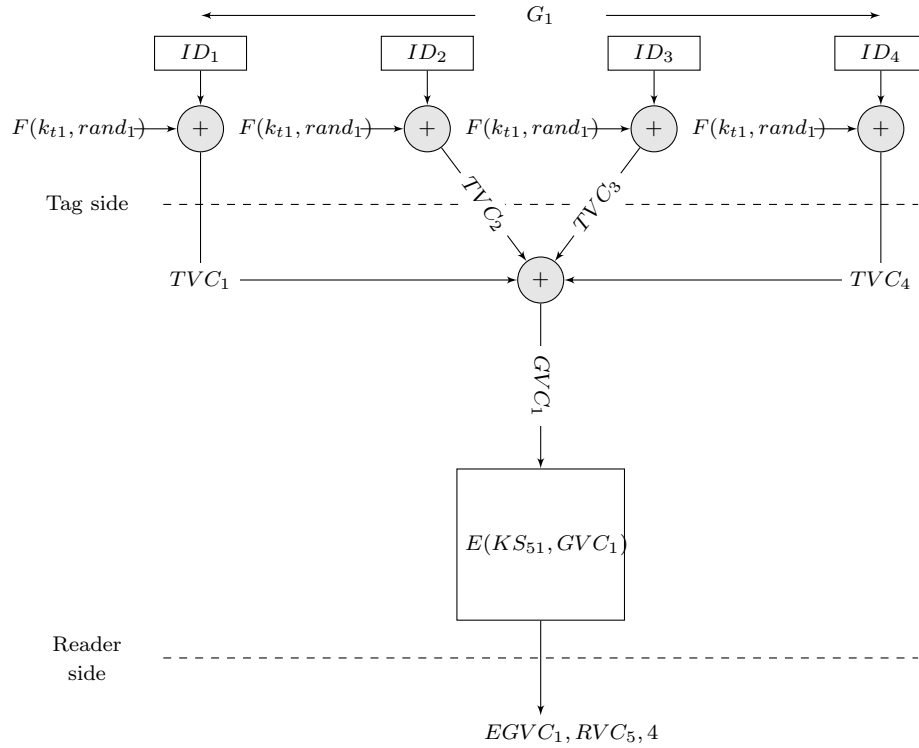 G₁
ID₁ ID₂ ID₃ ID₄
F(kₜ₁, rand₁) + F(kₜ₁, rand₁) + F(kₜ₁, rand₁) + F(kₜ₁, rand₁) +
TVC₂ TVC₃
Tag side
TVC₁ + TVC₄
GVC₁
E(KS₅₁, GVC₁)
Reader
side
EGVC₁, RVC₅, 4